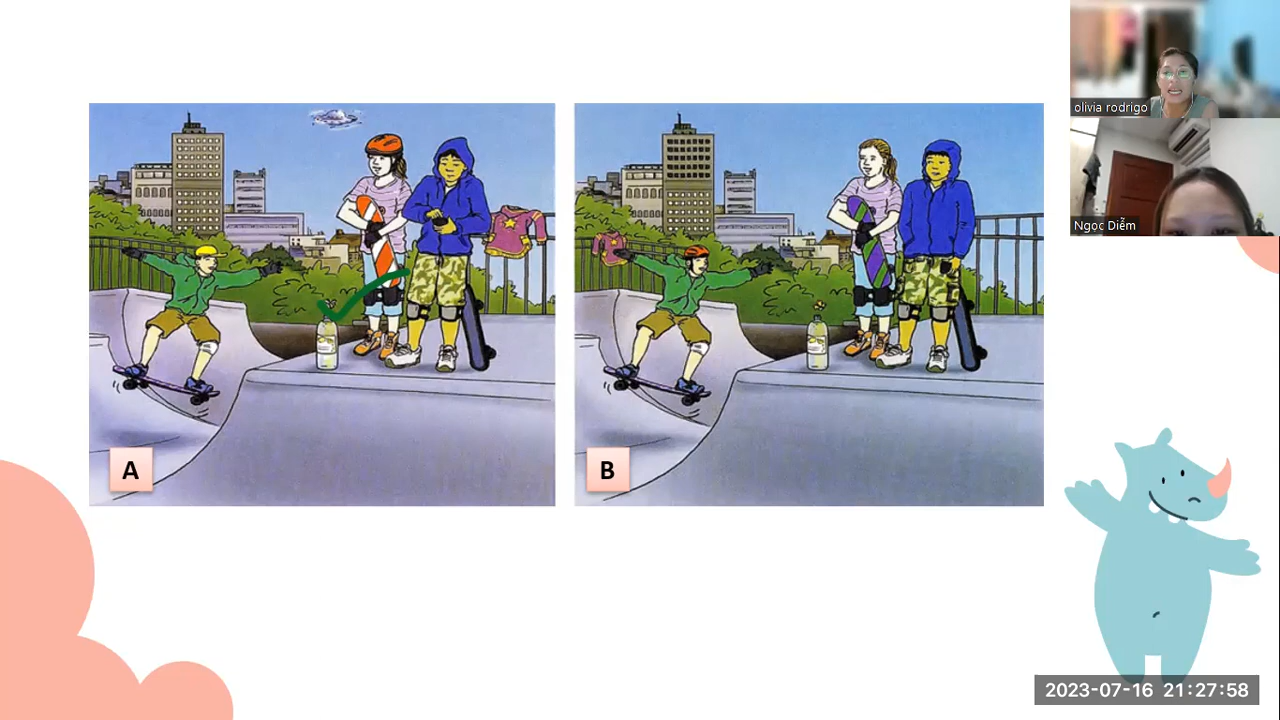 olivia rodrigo
Ngọc Diễm
A
B
2023-07-16 21:27:58